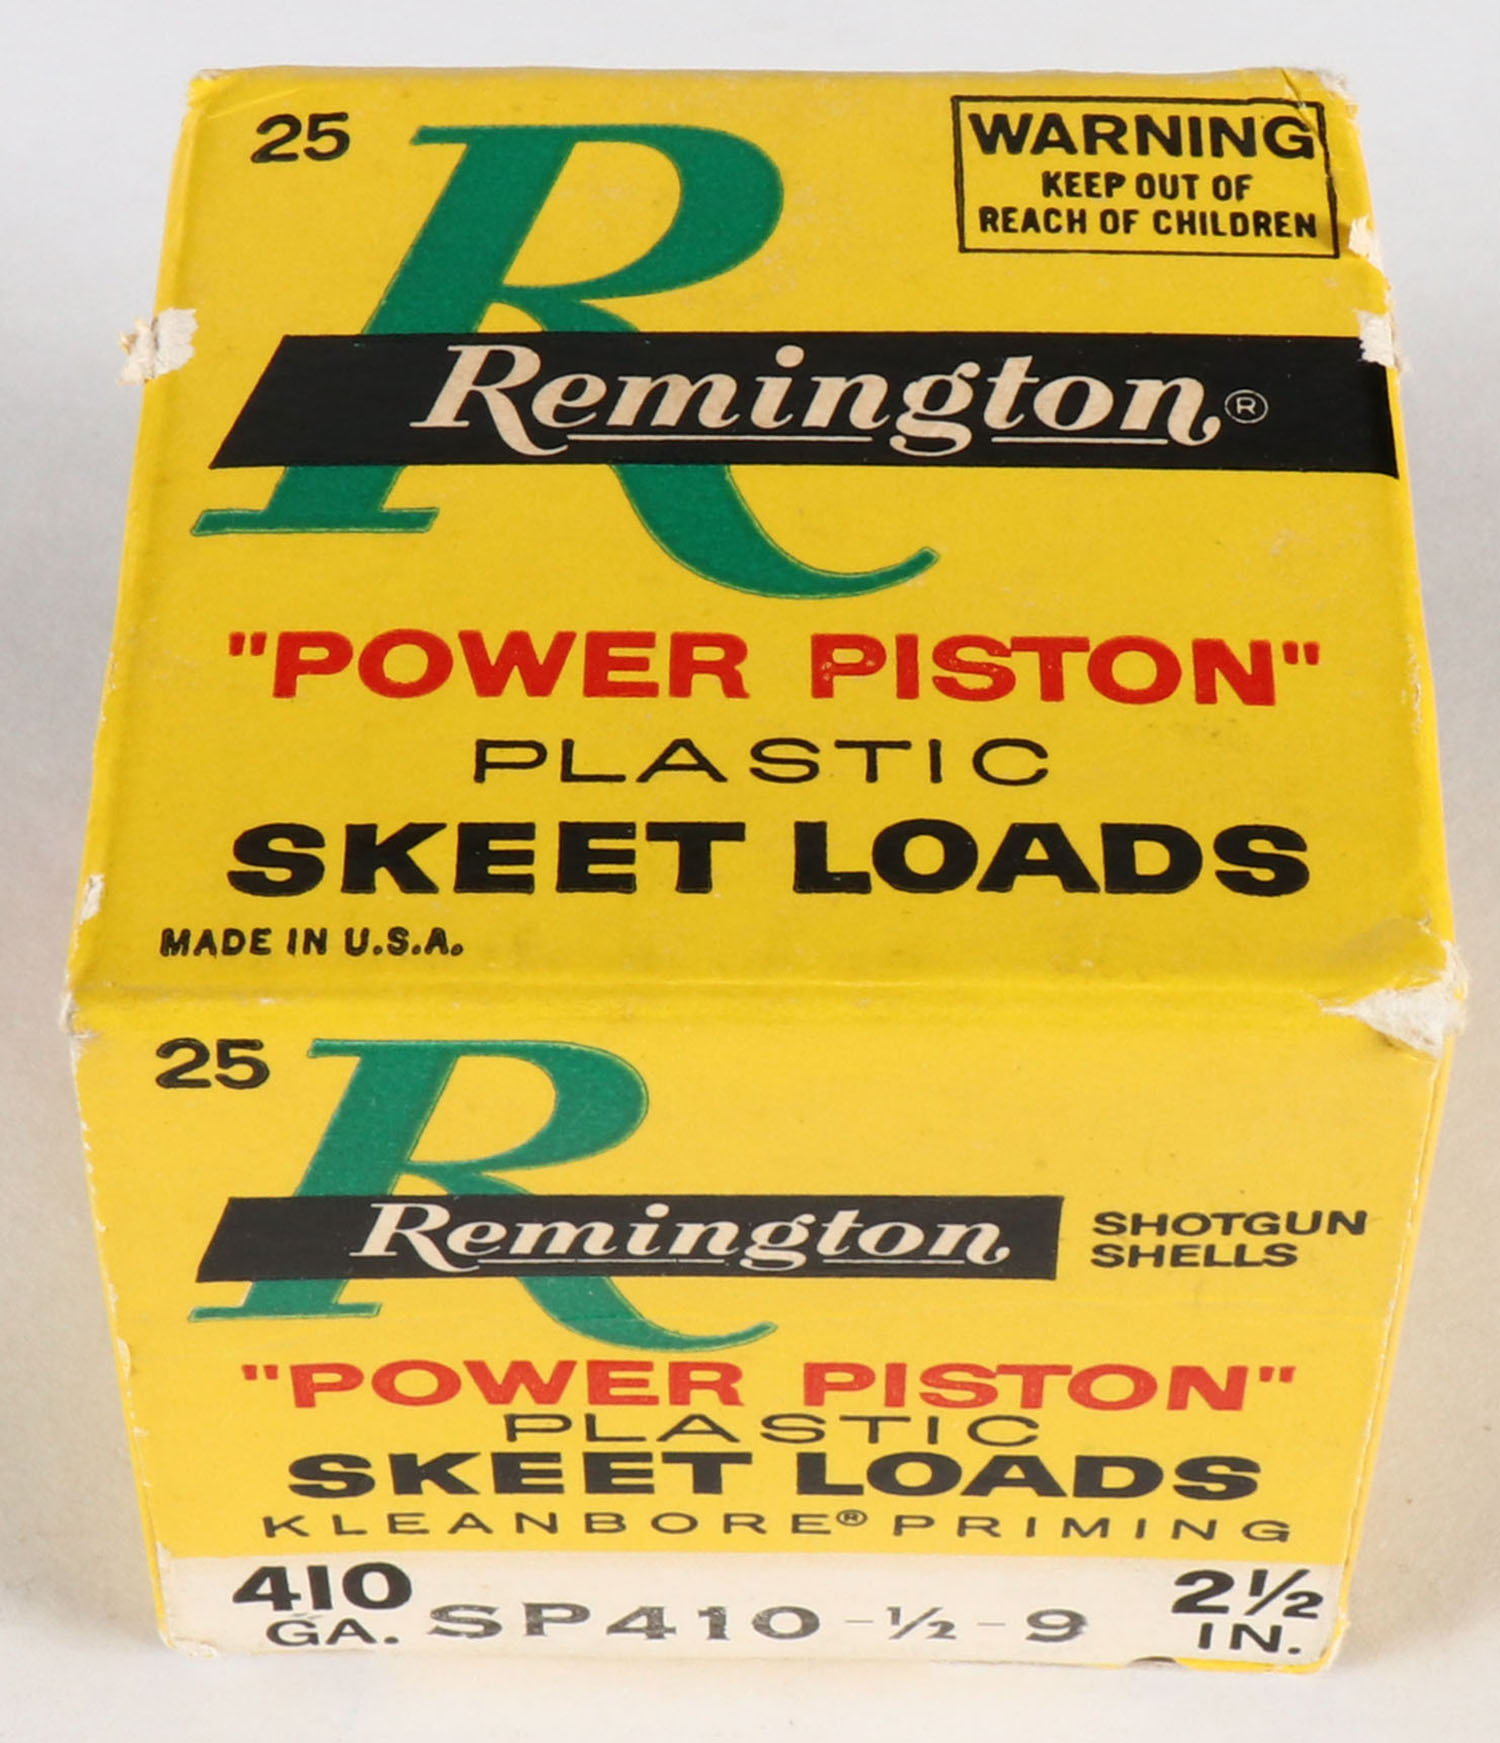 25
R
WARNING
KEEP OUT OF
REACH OF CHILDREN
Remington®
"POWER PISTON"
PLASTIC
SKEET LOADS
MADE IN U.S.A.
25
R
Remington
SHOTGUN
SHELLS
"POWER PISTON"
PLASTIC
SKEET LOADS
KLEANBORE® PRIMING
410
GA.
SP410-½-9
2½
IN.